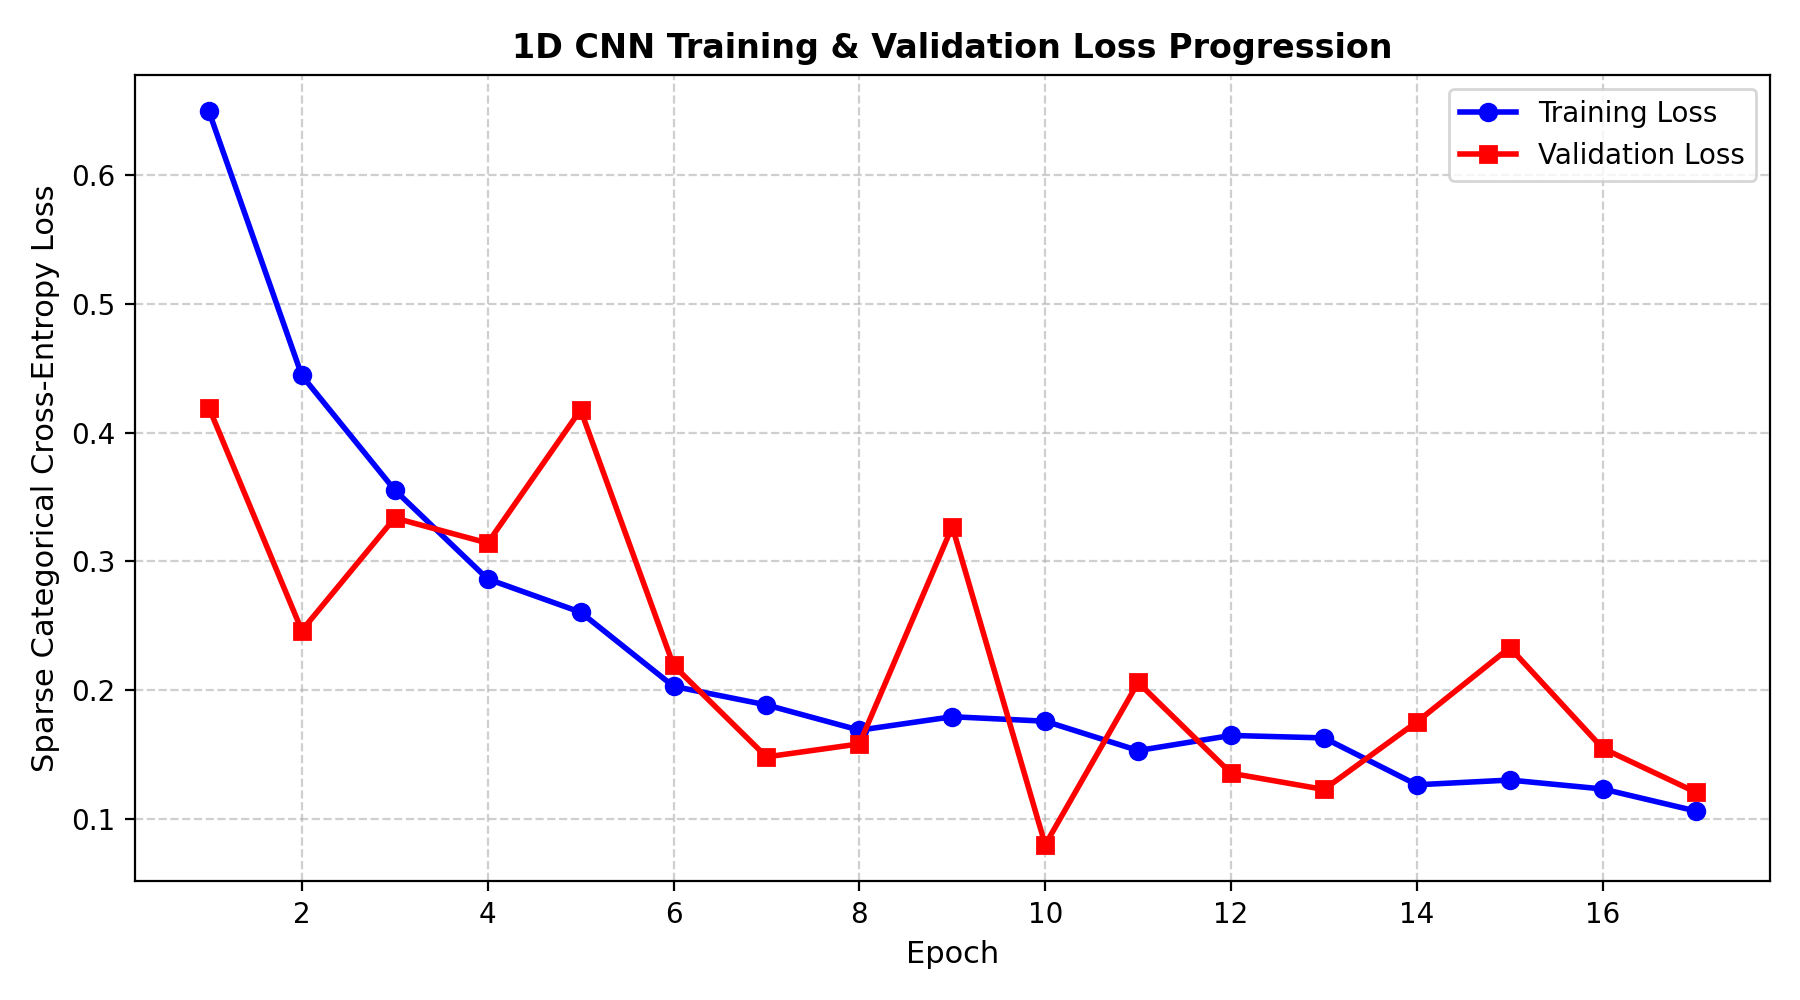 1D CNN Training & Validation Loss Progression
Training Loss
Validation Loss
Sparse Categorical Cross-Entropy Loss
0.6
0.5
0.4
0.3
0.2
0.1
2 4 6 8 10 12 14 16
Epoch